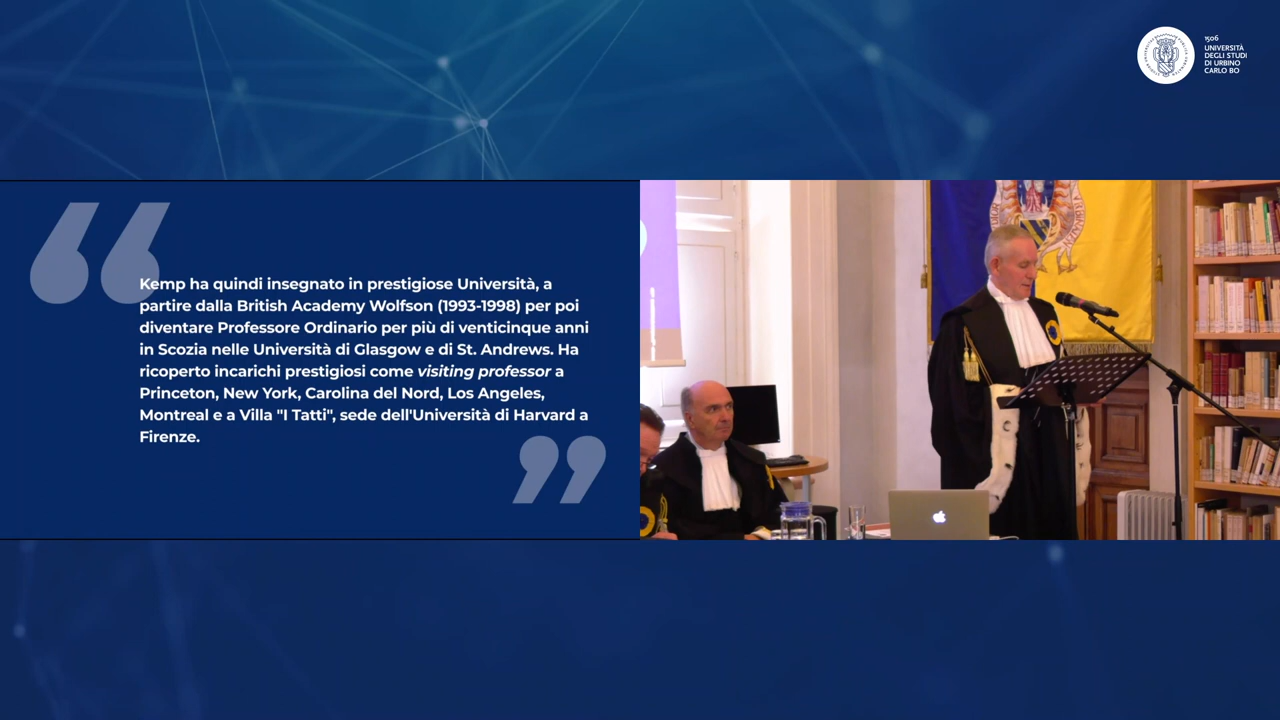 1506
UNIVERSITÀ
DEGLI STUDI
DI URBINO
CARLO BO
Kemp ha quindi insegnato in prestigiose Università, a
partire dalla British Academy Wolfson (1993-1998) per poi
diventare Professore Ordinario per più di venticinque anni
in Scozia nelle Università di Glasgow e di St. Andrews. Ha
ricoperto incarichi prestigiosi come visiting professor a
Princeton, New York, Carolina del Nord, Los Angeles,
Montreal e a Villa "I Tatti", sede dell'Università di Harvard a
Firenze.